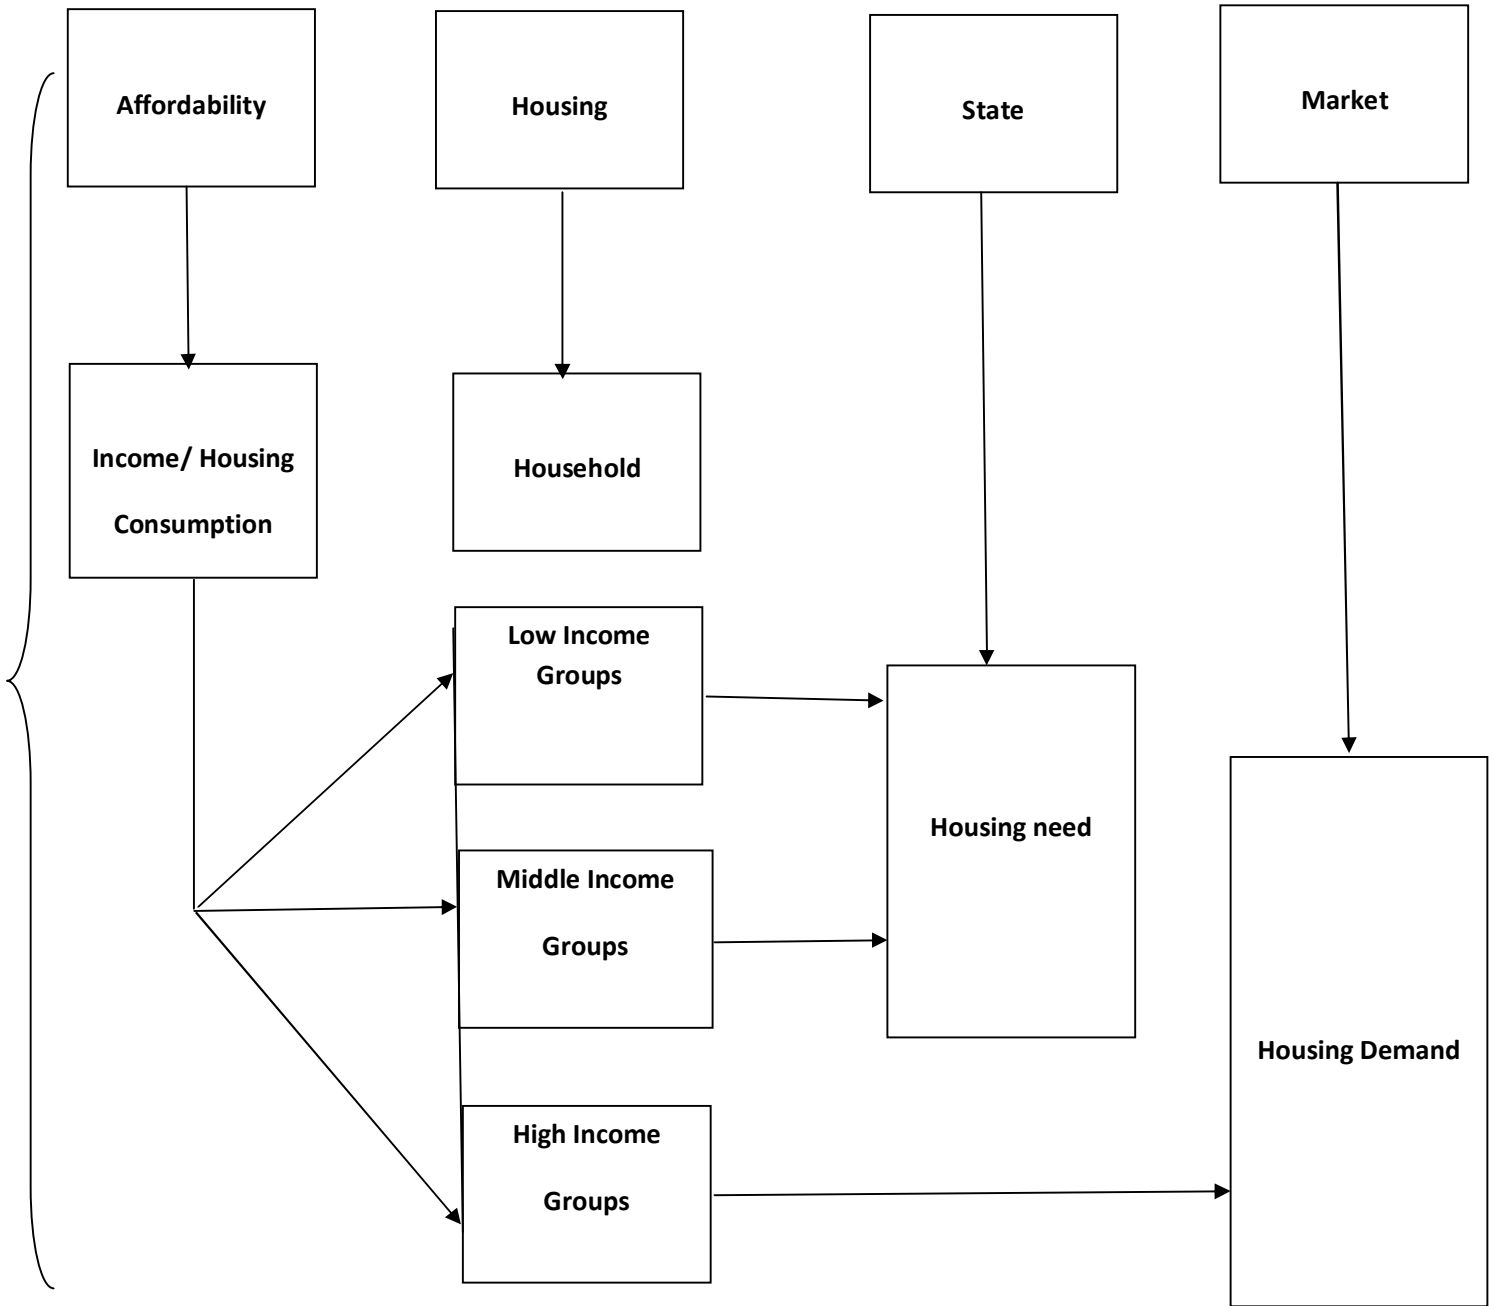 Affordability
Housing
State
Market
Income/ Housing
Consumption
Household
Low Income
Groups
Housing need
Middle Income
Groups
Housing Demand
High Income
Groups